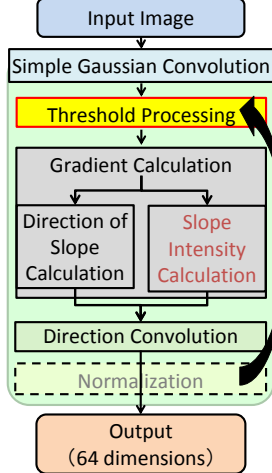 Input Image
Simple Gaussian Convolution
Threshold Processing
Gradient Calculation
Direction of
Slope
Calculation
Slope
Intensity
Calculation
Direction Convolution
Normalization
Output
（64 dimensions）